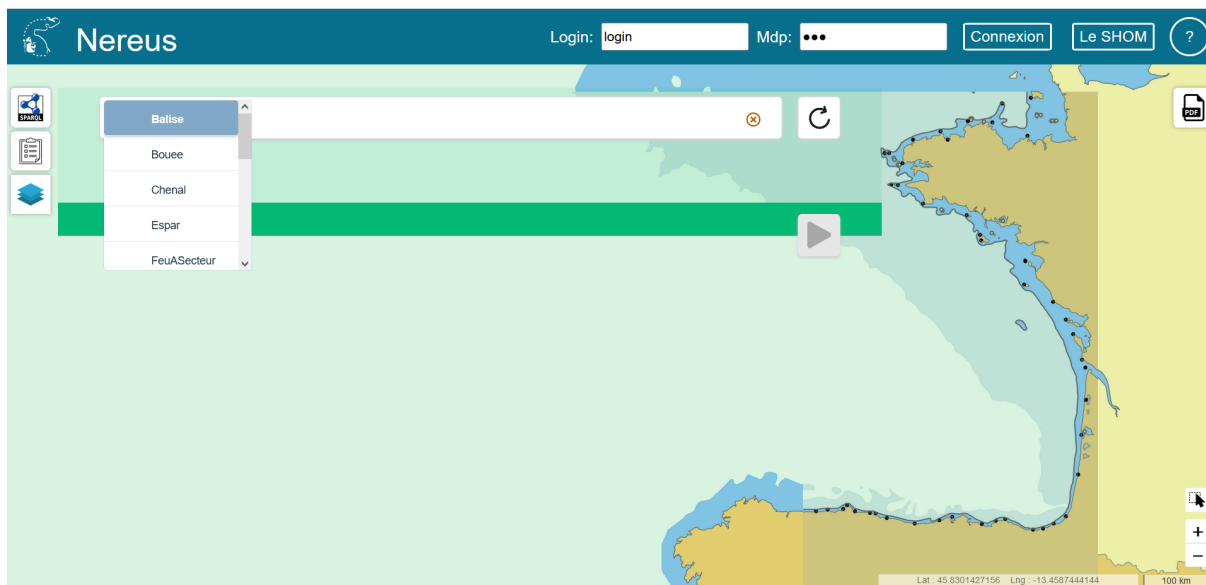 Nereus
Login: login
Mdp: •••
Connexion
Le SHOM
?
SPARQL
Balise
Bouee
Chenal
Espar
FeuASecteur
PDF
+
−
Lat : 45.8301427156 Lng : -13.4587444144
100 km